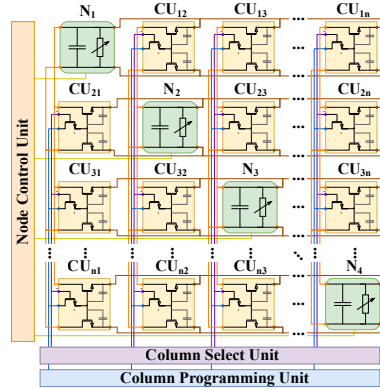 N1 CU12 CU13 CU1n
CU21 N2 CU23 CU2n
CU31 CU32 N3 CU3n
CUn1 CUn2 CUn3 N4
Node Control Unit
Column Select Unit
Column Programming Unit